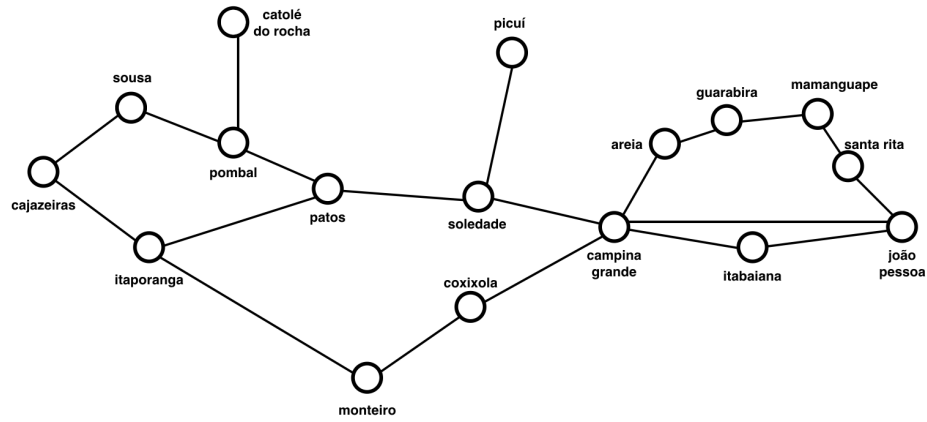 catolé
do rocha
picuí
sousa
mamanguape
guarabira
areia
santa rita
pombal
cajazeiras
patos
soledade
campina
grande
itabaiana
joão
pessoa
itaporanga
coxixola
monteiro